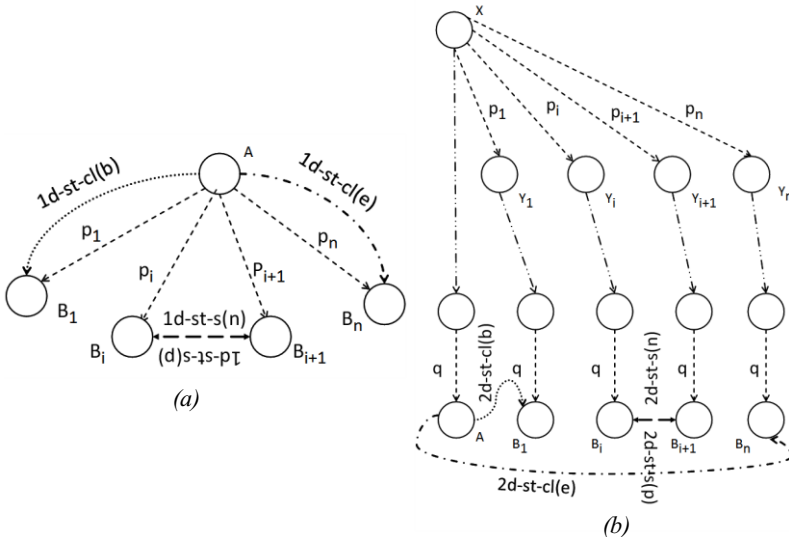 A
1d-st-cl(b)
1d-st-cl(e)
p1
pi
Pi+1
pn
B1
Bn
1d-st-s(n)
Bi
Bi+1
1d-st-s(p)
(a)
X
p1
pi
pi+1
pn
Y1
Yi
Yi+1
Yn
q
q
q
q
q
2d-st-cl(b)
2d-st-s(n)
A
B1
Bi
Bi+1
Bn
2d-st-s(p)
2d-st-cl(e)
(b)